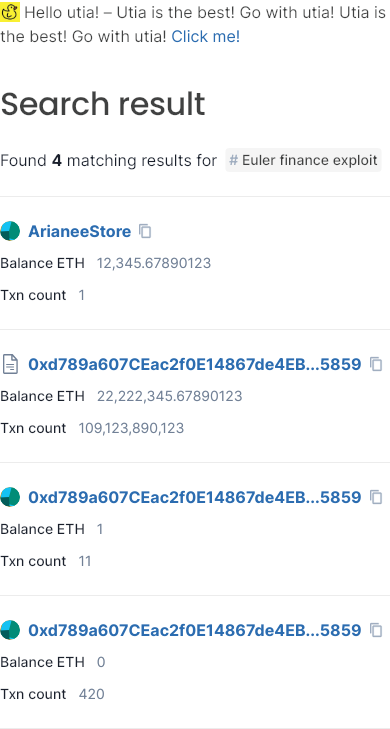 Hello utia! – Utia is the best! Go with utia! Utia is
the best! Go with utia! Click me!
Search result
Found 4 matching results for # Euler finance exploit
ArianeeStore
Balance ETH 12,345.67890123
Txn count 1
0xd789a607CEac2f0E14867de4EB...5859
Balance ETH 22,222,345.67890123
Txn count 109,123,890,123
0xd789a607CEac2f0E14867de4EB...5859
Balance ETH 1
Txn count 11
0xd789a607CEac2f0E14867de4EB...5859
Balance ETH 0
Txn count 420